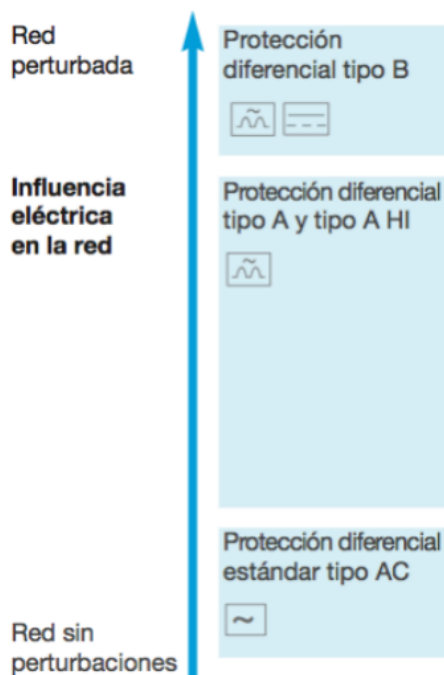 Red
perturbada
Protección
diferencial tipo B
Influencia
eléctrica
en la red
Protección diferencial
tipo A y tipo A HI
Protección diferencial
estándar tipo AC
~
Red sin
perturbaciones